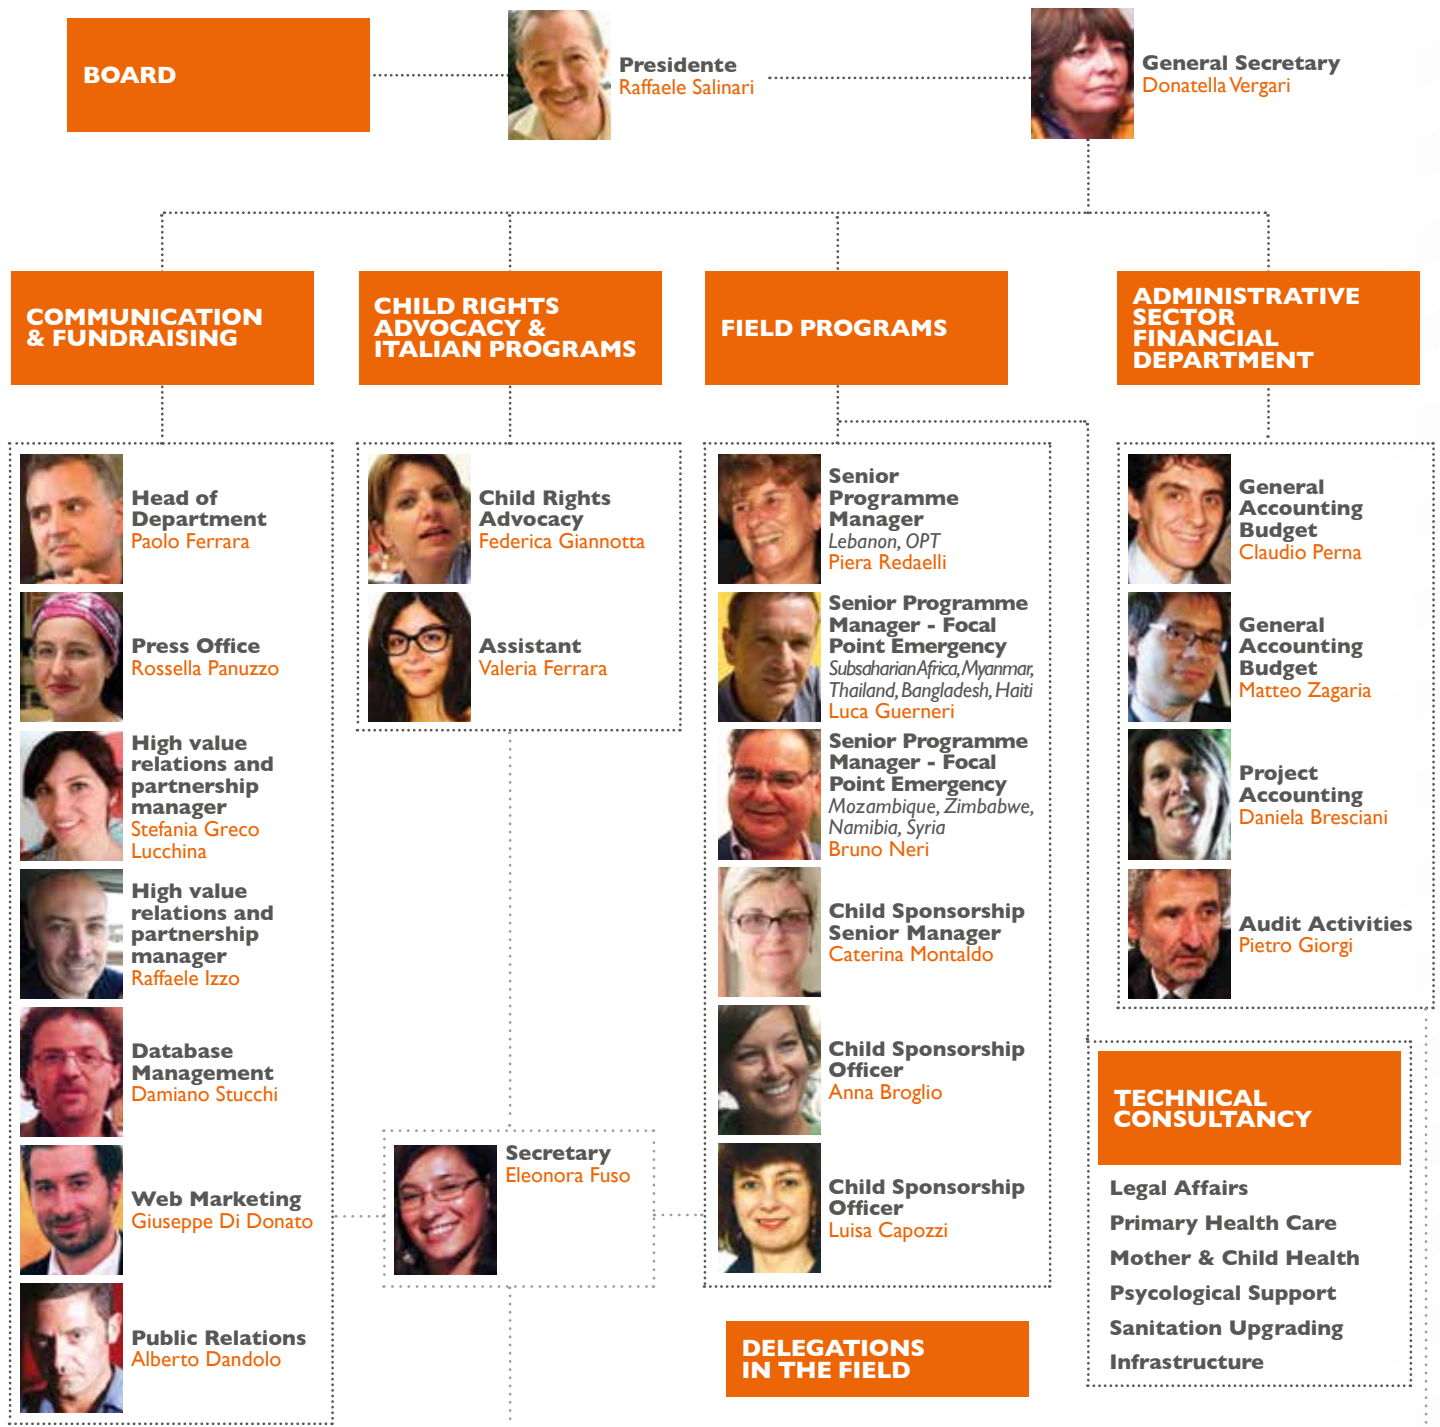 BOARD
Presidente
Raffaele Salinari
General Secretary
Donatella Vergari
COMMUNICATION
& FUNDRAISING
CHILD RIGHTS
ADVOCACY &
ITALIAN PROGRAMS
FIELD PROGRAMS
ADMINISTRATIVE
SECTOR
FINANCIAL
DEPARTMENT
Head of
Department
Paolo Ferrara
Press Office
Rossella Panuzzo
High value
relations and
partnership
manager
Stefania Greco
Lucchina
High value
relations and
partnership
manager
Raffaele Izzo
Database
Management
Damiano Stucchi
Web Marketing
Giuseppe Di Donato
Public Relations
Alberto Dandolo
Child Rights
Advocacy
Federica Giannotta
Assistant
Valeria Ferrara
Secretary
Eleonora Fuso
Senior
Programme
Manager
Lebanon, OPT
Piera Redaelli
Senior Programme
Manager - Focal
Point Emergency
Subsaharian Africa, Myanmar,
Thailand, Bangladesh, Haiti
Luca Guerneri
Senior Programme
Manager - Focal
Point Emergency
Mozambique, Zimbabwe,
Namibia, Syria
Bruno Neri
Child Sponsorship
Senior Manager
Caterina Montaldo
Child Sponsorship
Officer
Anna Broglio
Child Sponsorship
Officer
Luisa Capozzi
DELEGATIONS
IN THE FIELD
General
Accounting
Budget
Claudio Perna
General
Accounting
Budget
Matteo Zagaria
Project
Accounting
Daniela Bresciani
Audit Activities
Pietro Giorgi
TECHNICAL
CONSULTANCY
Legal Affairs
Primary Health Care
Mother & Child Health
Psycological Support
Sanitation Upgrading
Infrastructure